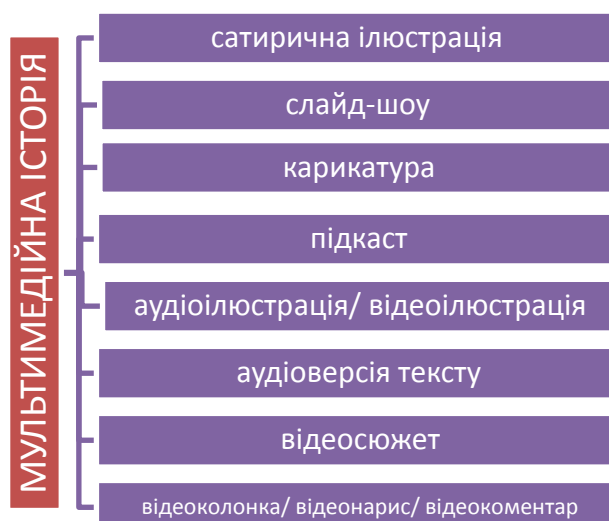 МУЛЬТИМЕДІЙНА ІСТОРІЯ
сатирична ілюстрація
слайд-шоу
карикатура
підкаст
аудіоілюстрація/ відеоілюстрація
аудіоверсія тексту
відеосюжет
відеоколонка/ відеонарис/ відеокоментар